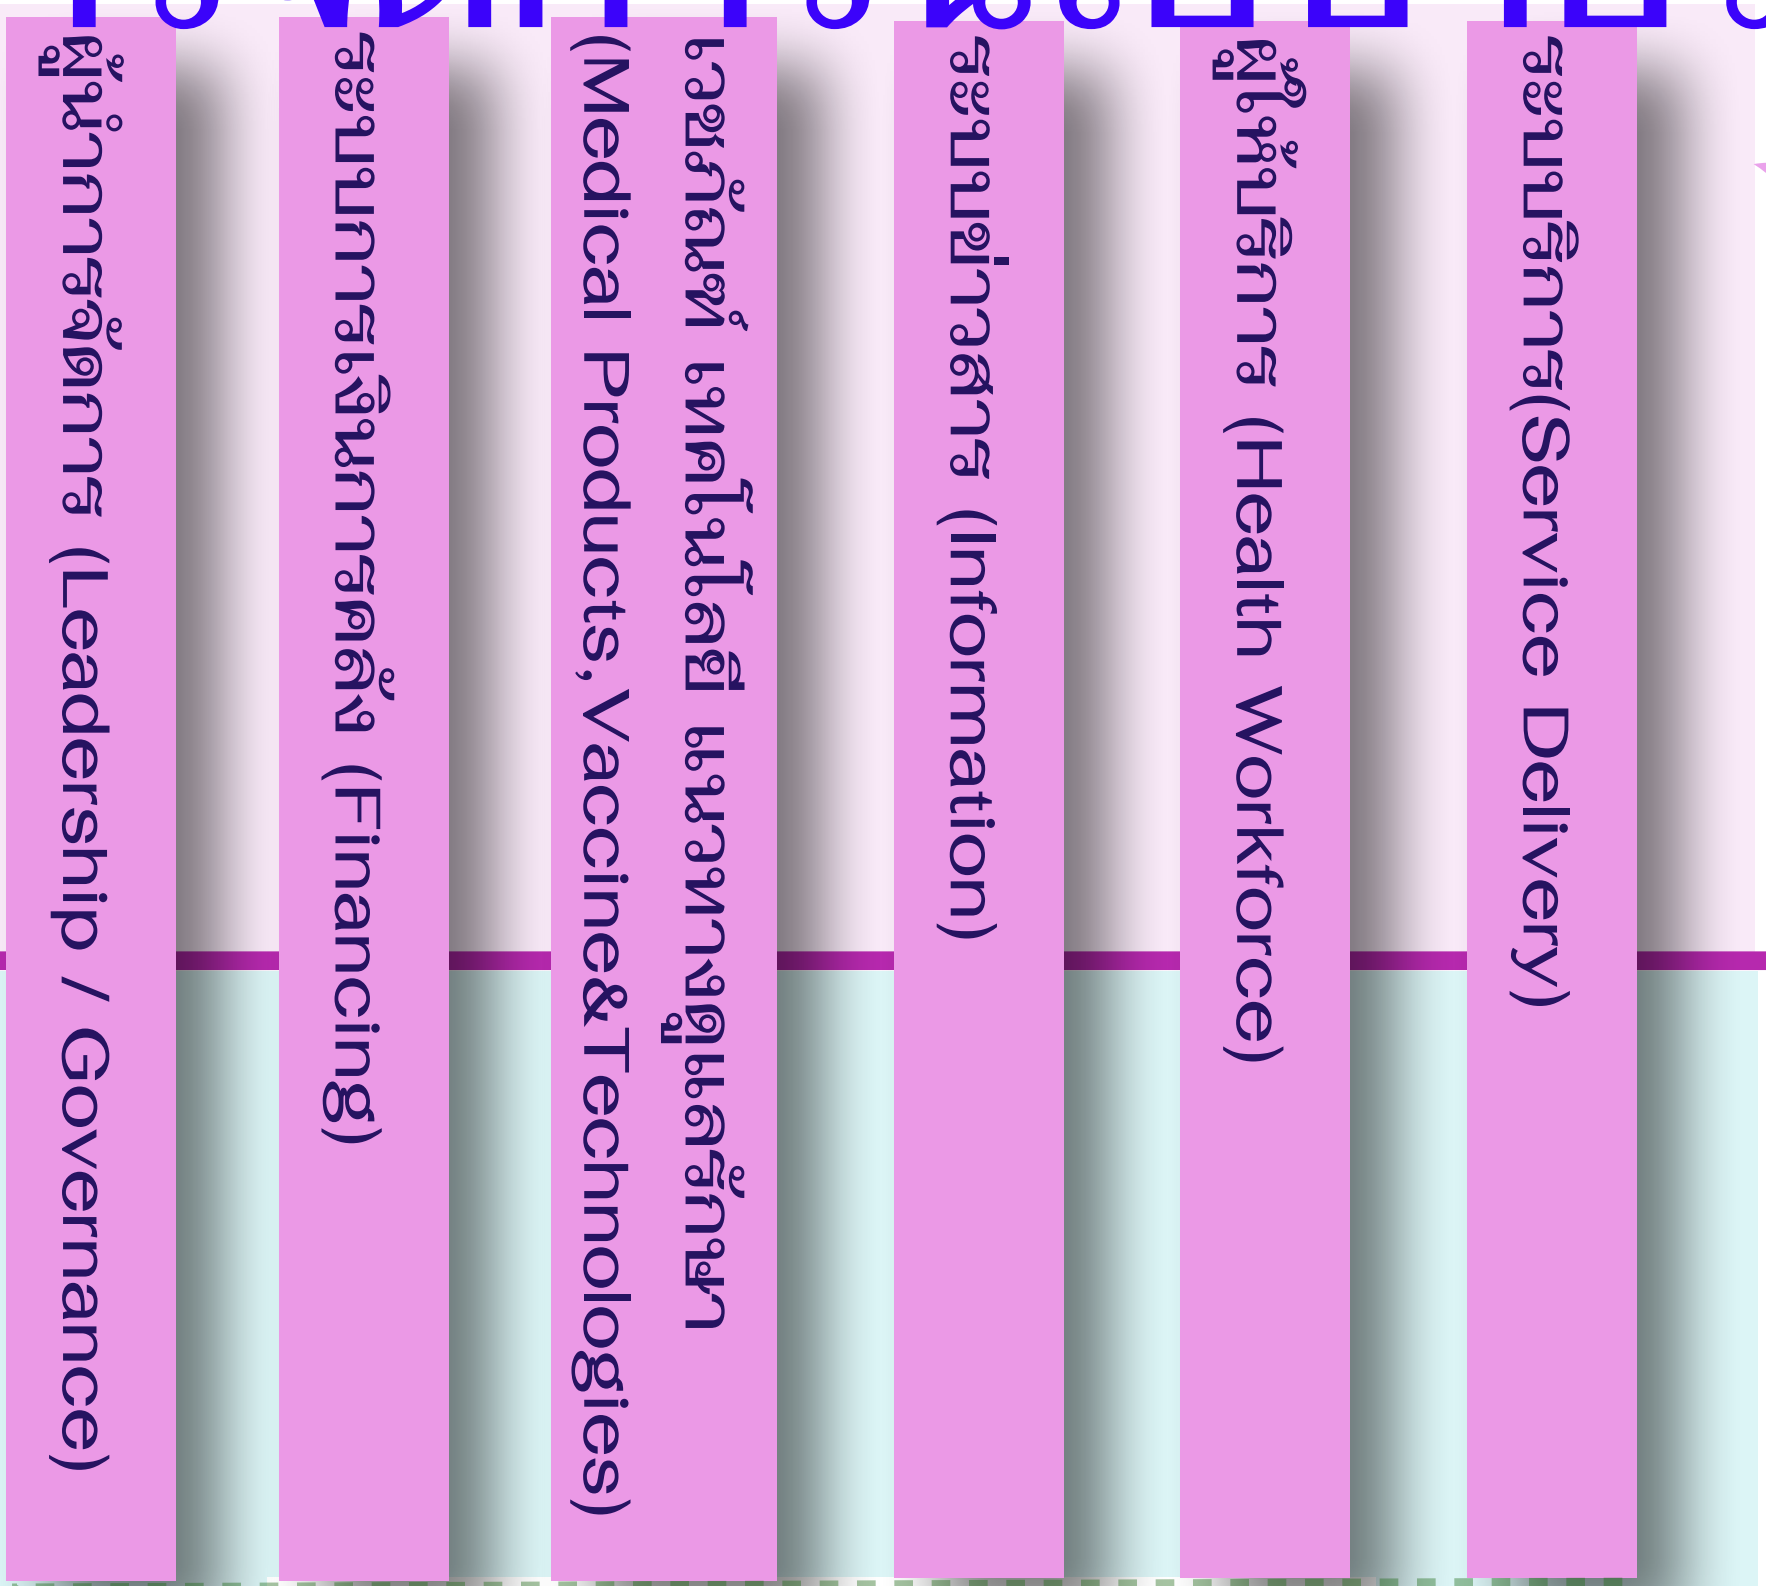 ผู้นำการจัดการ (Leadership / Governance)
ระบบการเงินการคลัง (Financing)
เวชภัณฑ์ เทคโนโลยี แนวทางดูแลรักษา
(Medical Products,Vaccine&Technologies)
ระบบข่าวสาร (Information)
ผู้ให้บริการ (Health Workforce)
ระบบริการ(Service Delivery)